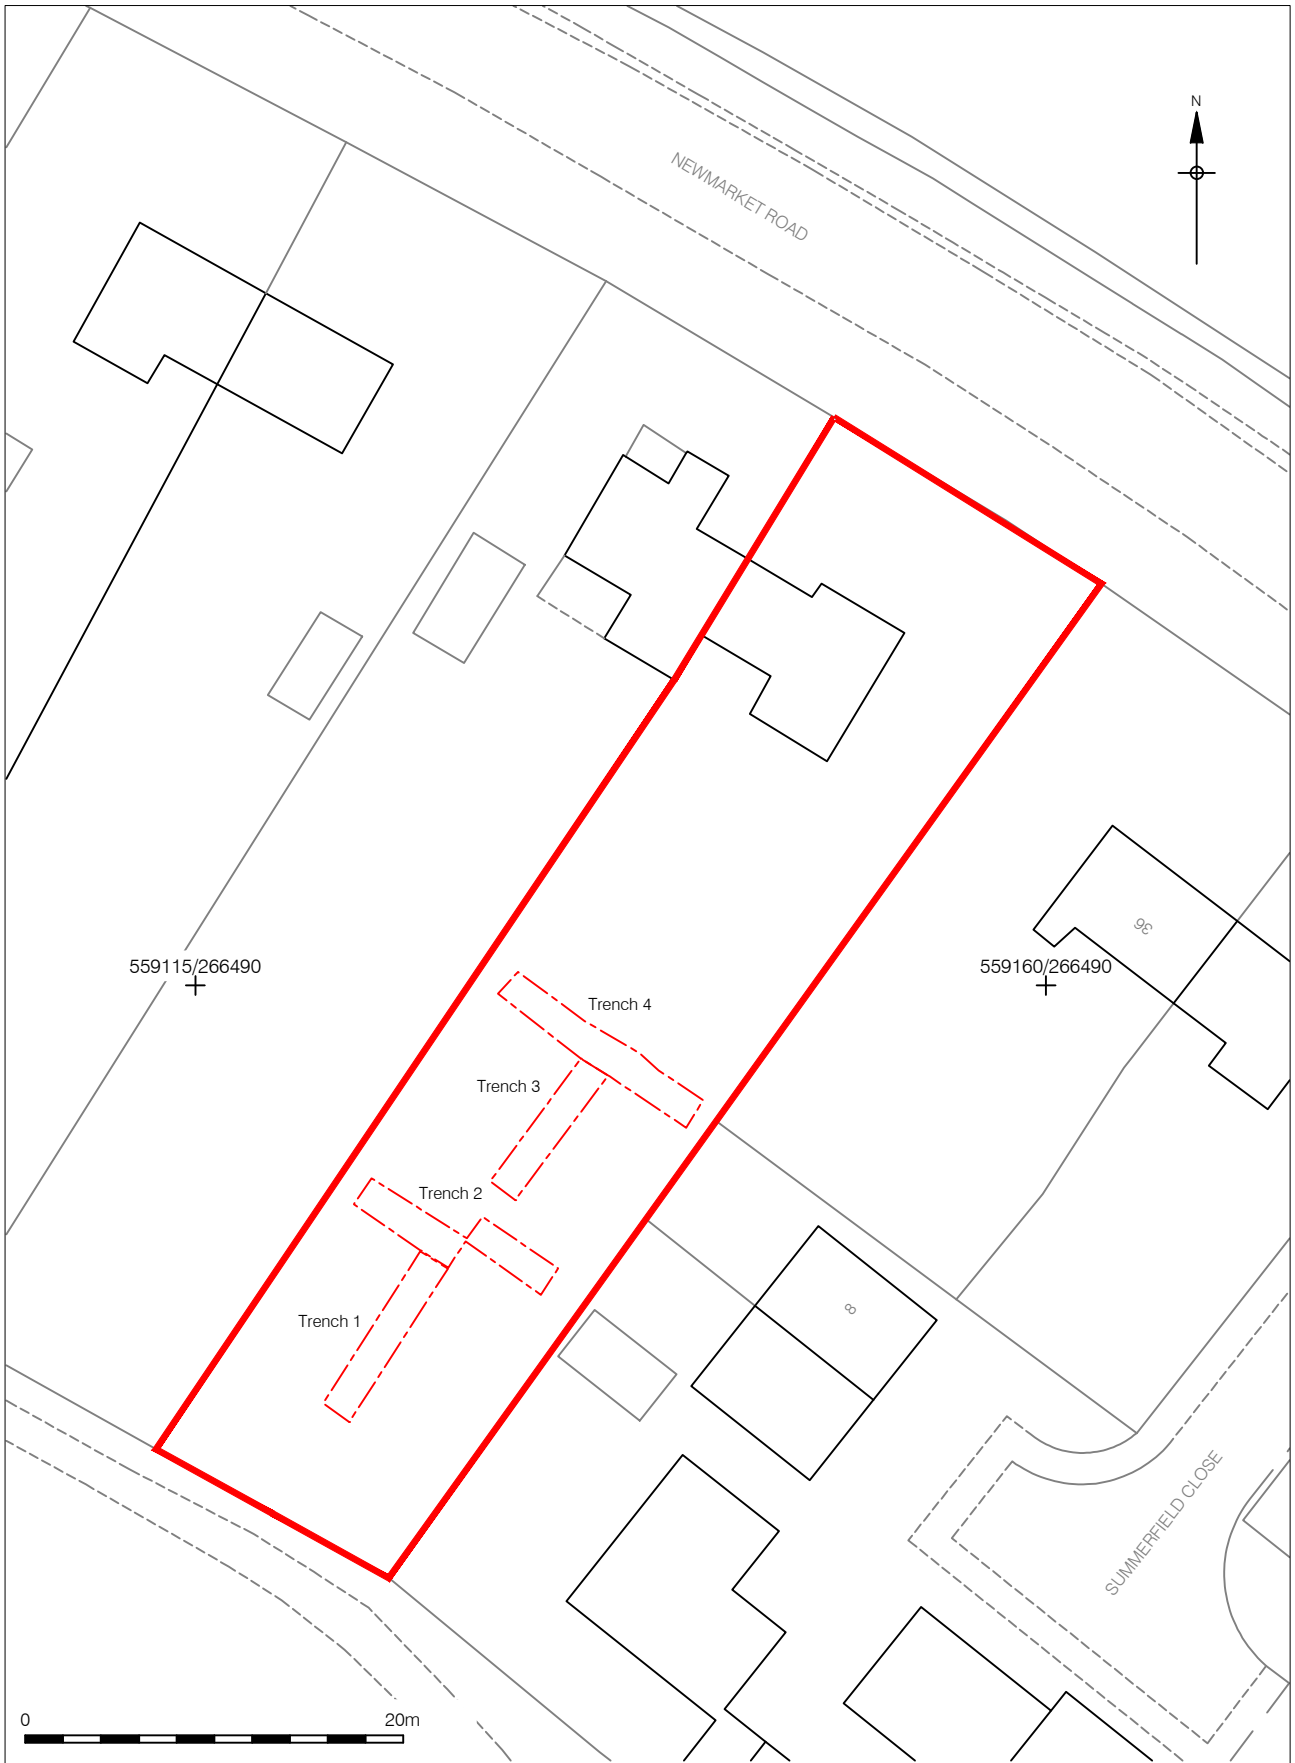 N
NEWMARKET ROAD
36
559115/266490
559160/266490
Trench 4
Trench 3
Trench 2
Trench 1
8
SUMMERFIELD CLOSE
0
20m